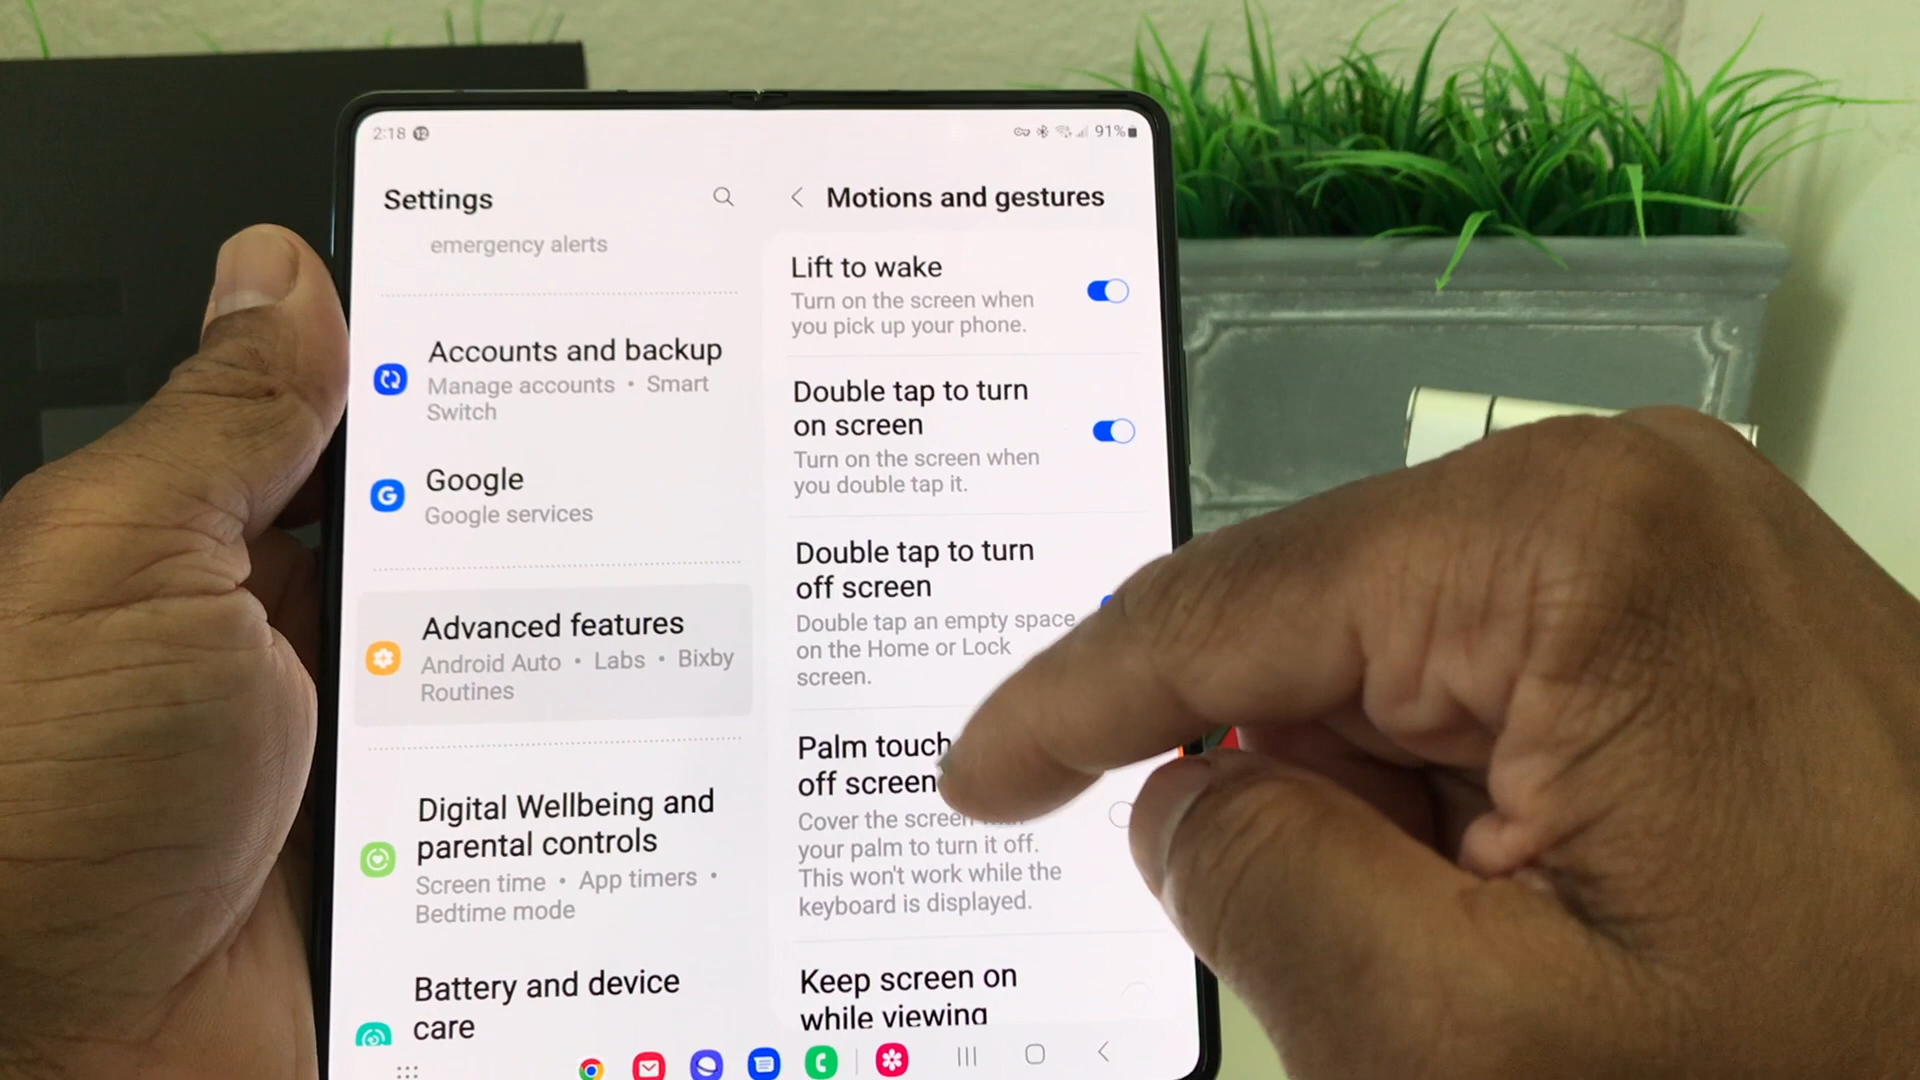 2:18
12
91%
Settings
emergency alerts
Accounts and backup
Manage accounts • Smart
Switch
Google
Google services
Advanced features
Android Auto • Labs • Bixby
Routines
Digital Wellbeing and
parental controls
Screen time • App timers •
Bedtime mode
Battery and device
care
Motions and gestures
Lift to wake
Turn on the screen when
you pick up your phone.
Double tap to turn
on screen
Turn on the screen when
you double tap it.
Double tap to turn
off screen
Double tap an empty space
on the Home or Lock
screen.
Palm touch
off screen
Cover the screen
your palm to turn it off.
This won't work while the
keyboard is displayed.
Keep screen on
while viewing